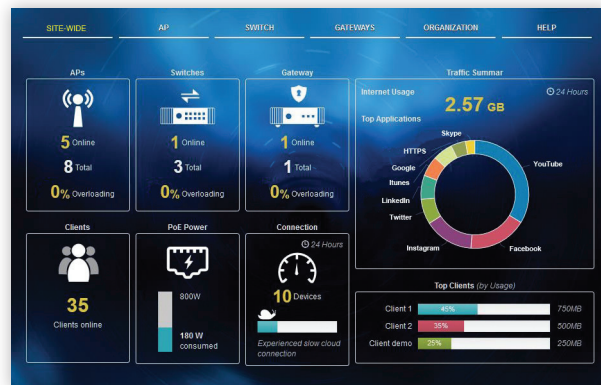 SITE-WIDE AP SWITCH GATEWAYS ORGANIZATION HELP
APs
5 Online
8 Total
0% Overloading
Switches
1 Online
3 Total
0% Overloading
Gateway
1 Online
1 Total
0% Overloading
Traffic Summar
Internet Usage
24 Hours
2.57 GB
Top Applications
Skype
HTTPS
Google
Itunes
LinkedIn
Twitter
Instagram
Facebook
YouTube
Clients
35
Clients online
PoE Power
800W
180 W
consumed
Connection
24 Hours
10 Devices
Experienced slow cloud
connection
Top Clients (by Usage)
Client 1 45% 750MB
Client 2 35% 500MB
Client demo 25% 250MB